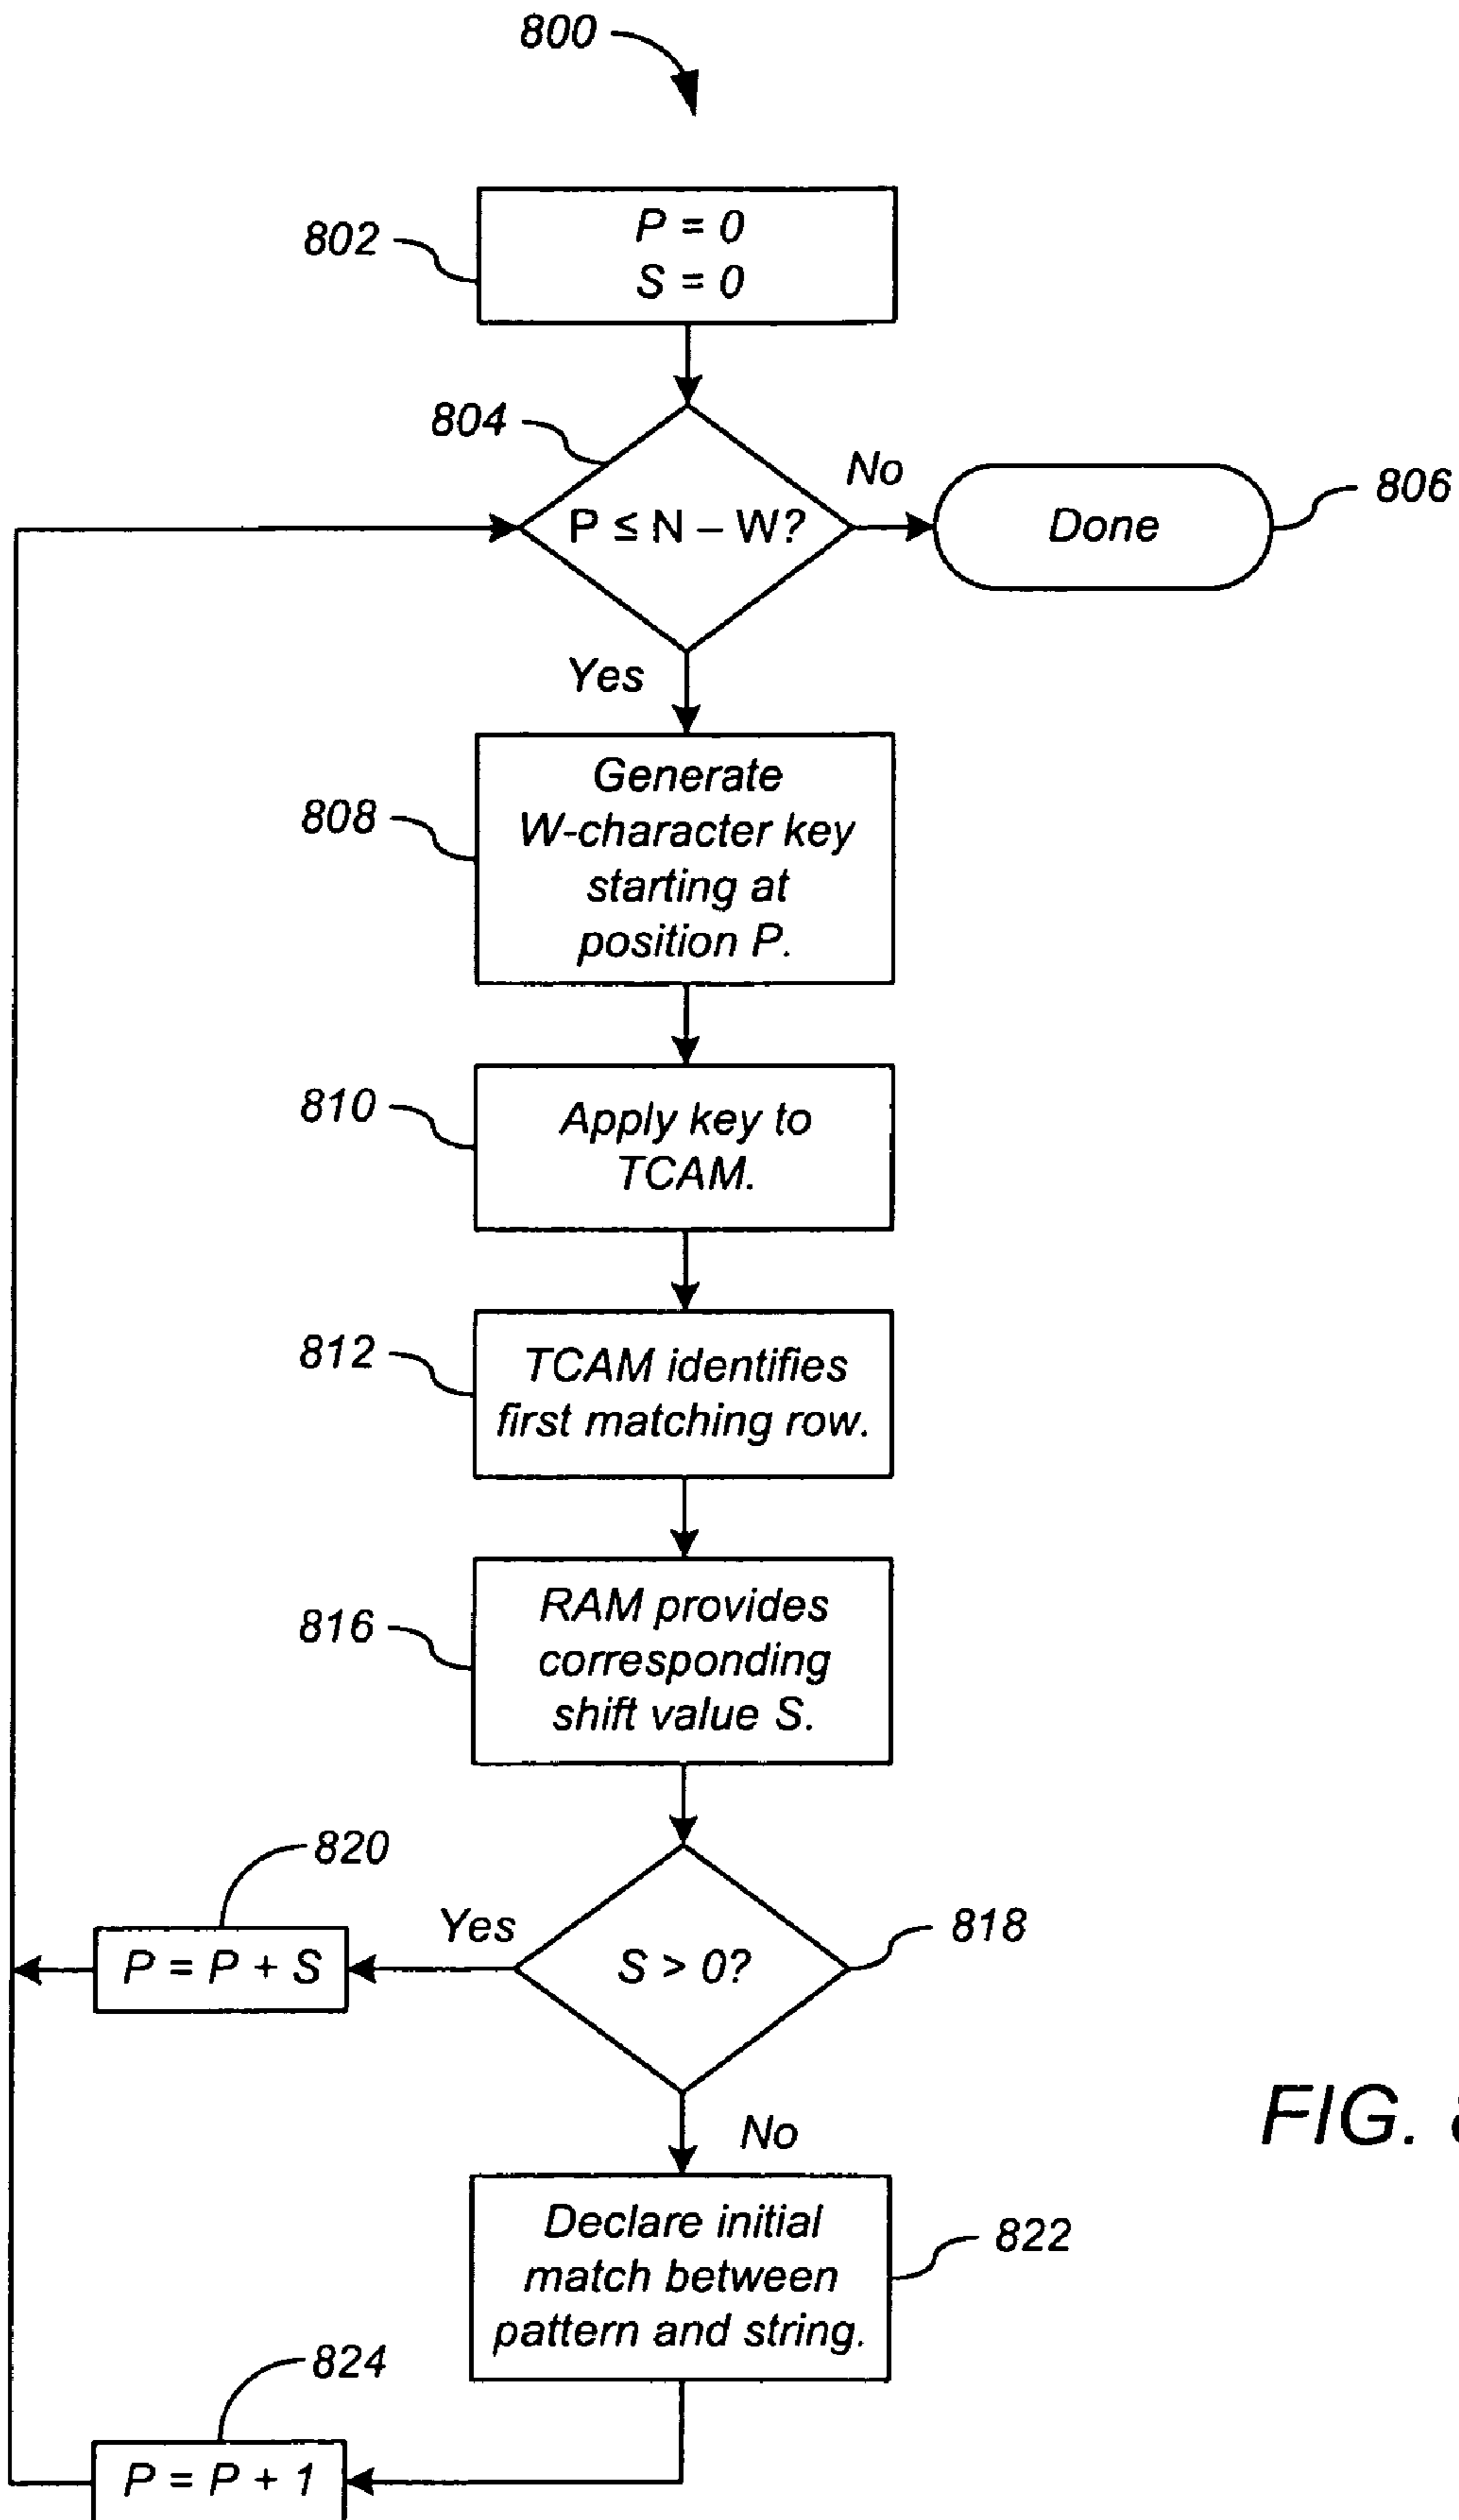 800
802
P = 0
S = 0
804
P ≤ N – W?
No
Done
806
Yes
808
Generate
W-character key
starting at
position P.
810
Apply key to
TCAM.
812
TCAM identifies
first matching row.
816
RAM provides
corresponding
shift value S.
820
P = P + S
Yes
S > 0?
818
No
FIG.
Declare initial
match between
pattern and string.
822
824
P = P + 1